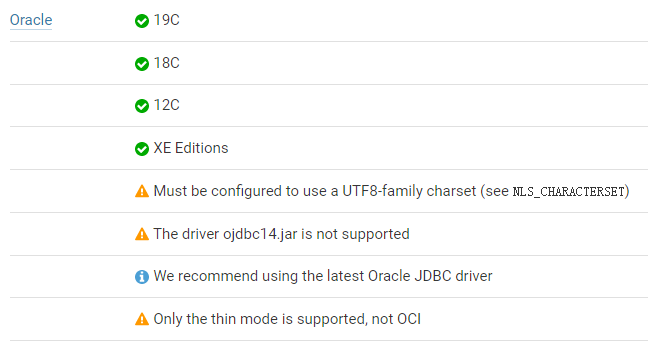 Oracle
19C
18C
12C
XE Editions
Must be configured to use a UTF8-family charset (see NLS_CHARACTERSET)
The driver ojdbc14.jar is not supported
We recommend using the latest Oracle JDBC driver
Only the thin mode is supported, not OCI